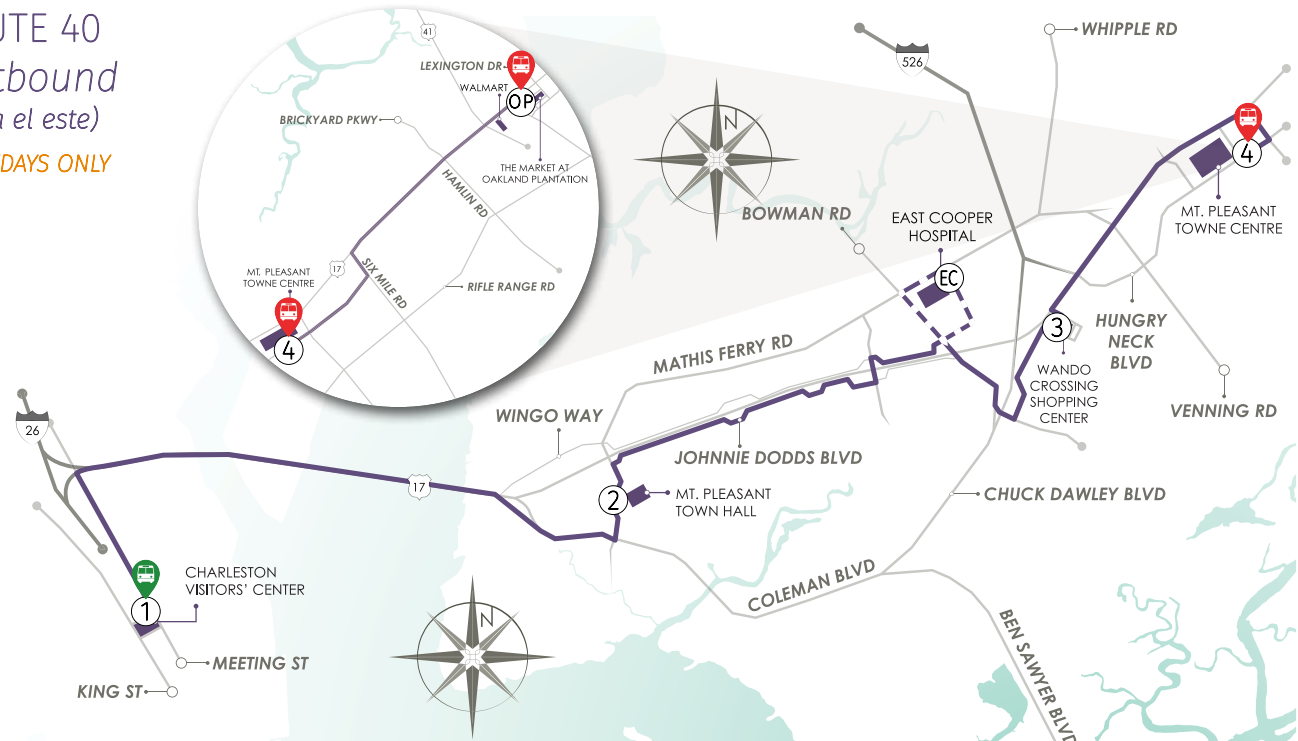 UTE 40
tbound
a el este)
DAYS ONLY
41
LEXINGTON DR
WALMART
OP
BRICKYARD PKWY
THE MARKET AT
OAKLAND PLANTATION
HAMLIN RD
17
SIX MILE RD
MT. PLEASANT
TOWNE CENTRE
RIFLE RANGE RD
4
N
526
WHIPPLE RD
4
MT. PLEASANT
TOWNE CENTRE
BOWMAN RD
EAST COOPER
HOSPITAL
EC
3
HUNGRY
NECK
BLVD
WANDO
CROSSING
SHOPPING
CENTER
VENNING RD
MATHIS FERRY RD
WINGO WAY
26
JOHNNIE DODDS BLVD
17
2
MT. PLEASANT
TOWN HALL
CHUCK DAWLEY BLVD
CHARLESTON
VISITORS' CENTER
1
COLEMAN BLVD
N
MEETING ST
KING ST
BEN SAWYER BLVD